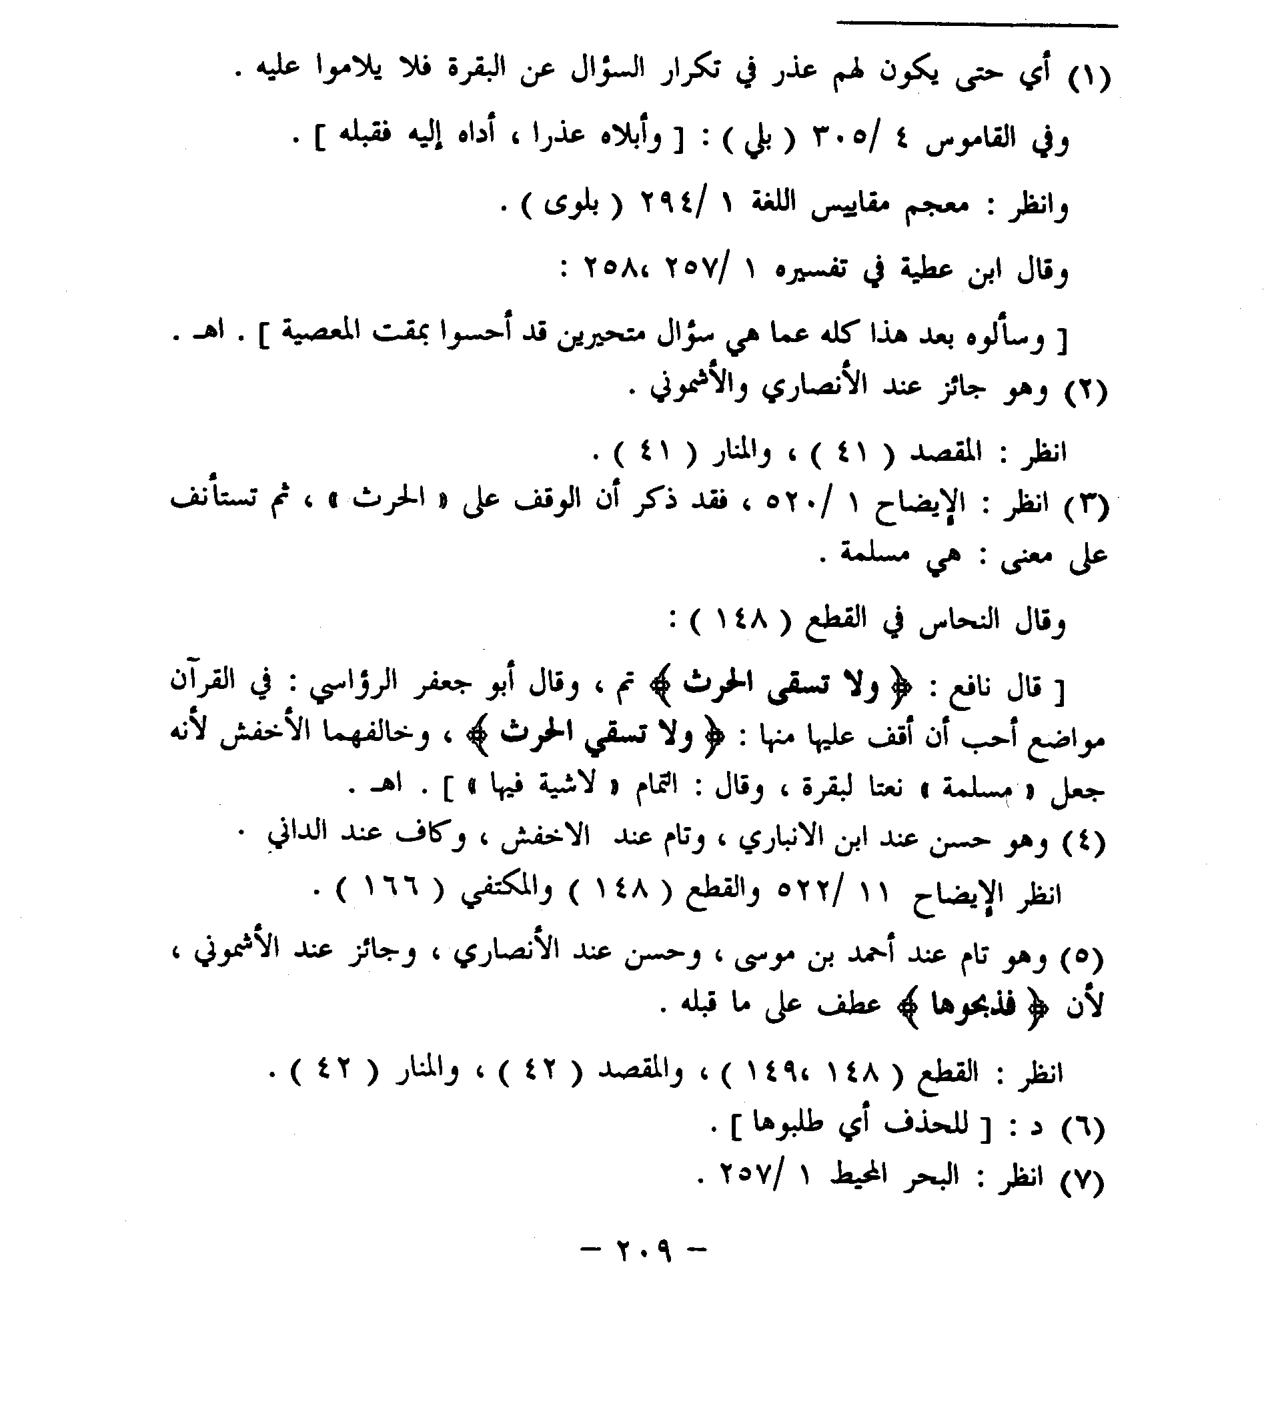 (١) أي حتى يكون لهم عذر في تكرار السؤال عن البقرة فلا يلاموا عليه .
وفي القاموس ٤ /٣٠٥ ( بلي ) : [ وأبلاه عذرا ، أداه إليه فقبله ] .
وانظر : معجم مقاييس اللغة ١ /٢٩٤ ( بلوى ) .
وقال ابن عطية في تفسيره ١ /٢٥٧ ،٢٥٨ :
[ وسألوه بعد هذا كله عما هي سؤال متحيرين قد أحسوا بمقت المعصية ] . اهـ .
(٢) وهو جائز عند الأنصاري والأشموني .
انظر : المقصد ( ٤١ ) ، والمنار ( ٤١ ) .
(٣) انظر : الإيضاح ١ /٥٢٠ ، فقد ذكر أن الوقف على « الحرث » ، ثم تستأنف
على معنى : هي مسلمة .
وقال النحاس في القطع ( ١٤٨ ) :
[ قال نافع : ﴿ ولا تسقى الحرث ﴾ تم ، وقال أبو جعفر الرؤاسي : في القرآن
مواضع أحب أن أقف عليها منها : ﴿ ولا تسقي الحرث ﴾ ، وخالفهما الأخفش لأنه
جعل « مسلمة » نعتا لبقرة ، وقال : التمام « لاشية فيها » ] . اهـ .
(٤) وهو حسن عند ابن الانباري ، وتام عند الاخفش ، وكاف عند الداني .
انظر الإيضاح ١١ /٥٢٢ والقطع ( ١٤٨ ) والمكتفي ( ١٦٦ ) .
(٥) وهو تام عند أحمد بن موسى ، وحسن عند الأنصاري ، وجائز عند الأشموني ،
لأن ﴿ فذبحوها ﴾ عطف على ما قبله .
انظر : القطع ( ١٤٨ ،١٤٩ ) ، والمقصد ( ٤٢ ) ، والمنار ( ٤٢ ) .
(٦) د : [ للحذف أي طلبوها ] .
(٧) انظر : البحر المحيط ١ /٢٥٧ .
– ٢٠٩ –